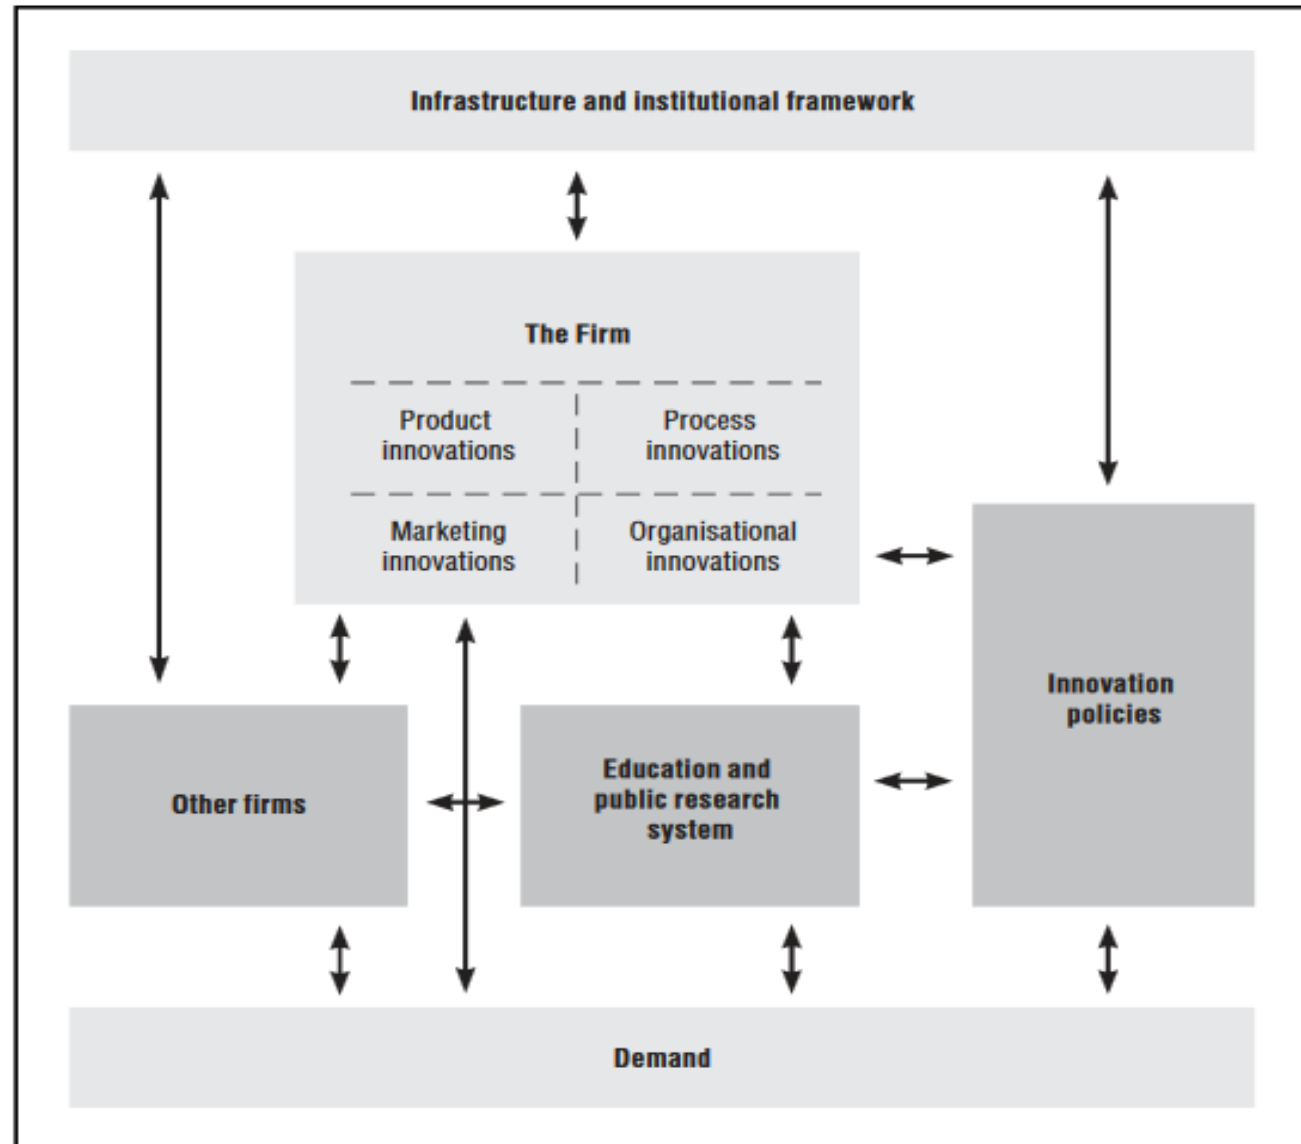 Infrastructure and institutional framework
The Firm
Product
innovations
Process
innovations
Marketing
innovations
Organisational
innovations
Other firms
Education and
public research
system
Innovation
policies
Demand